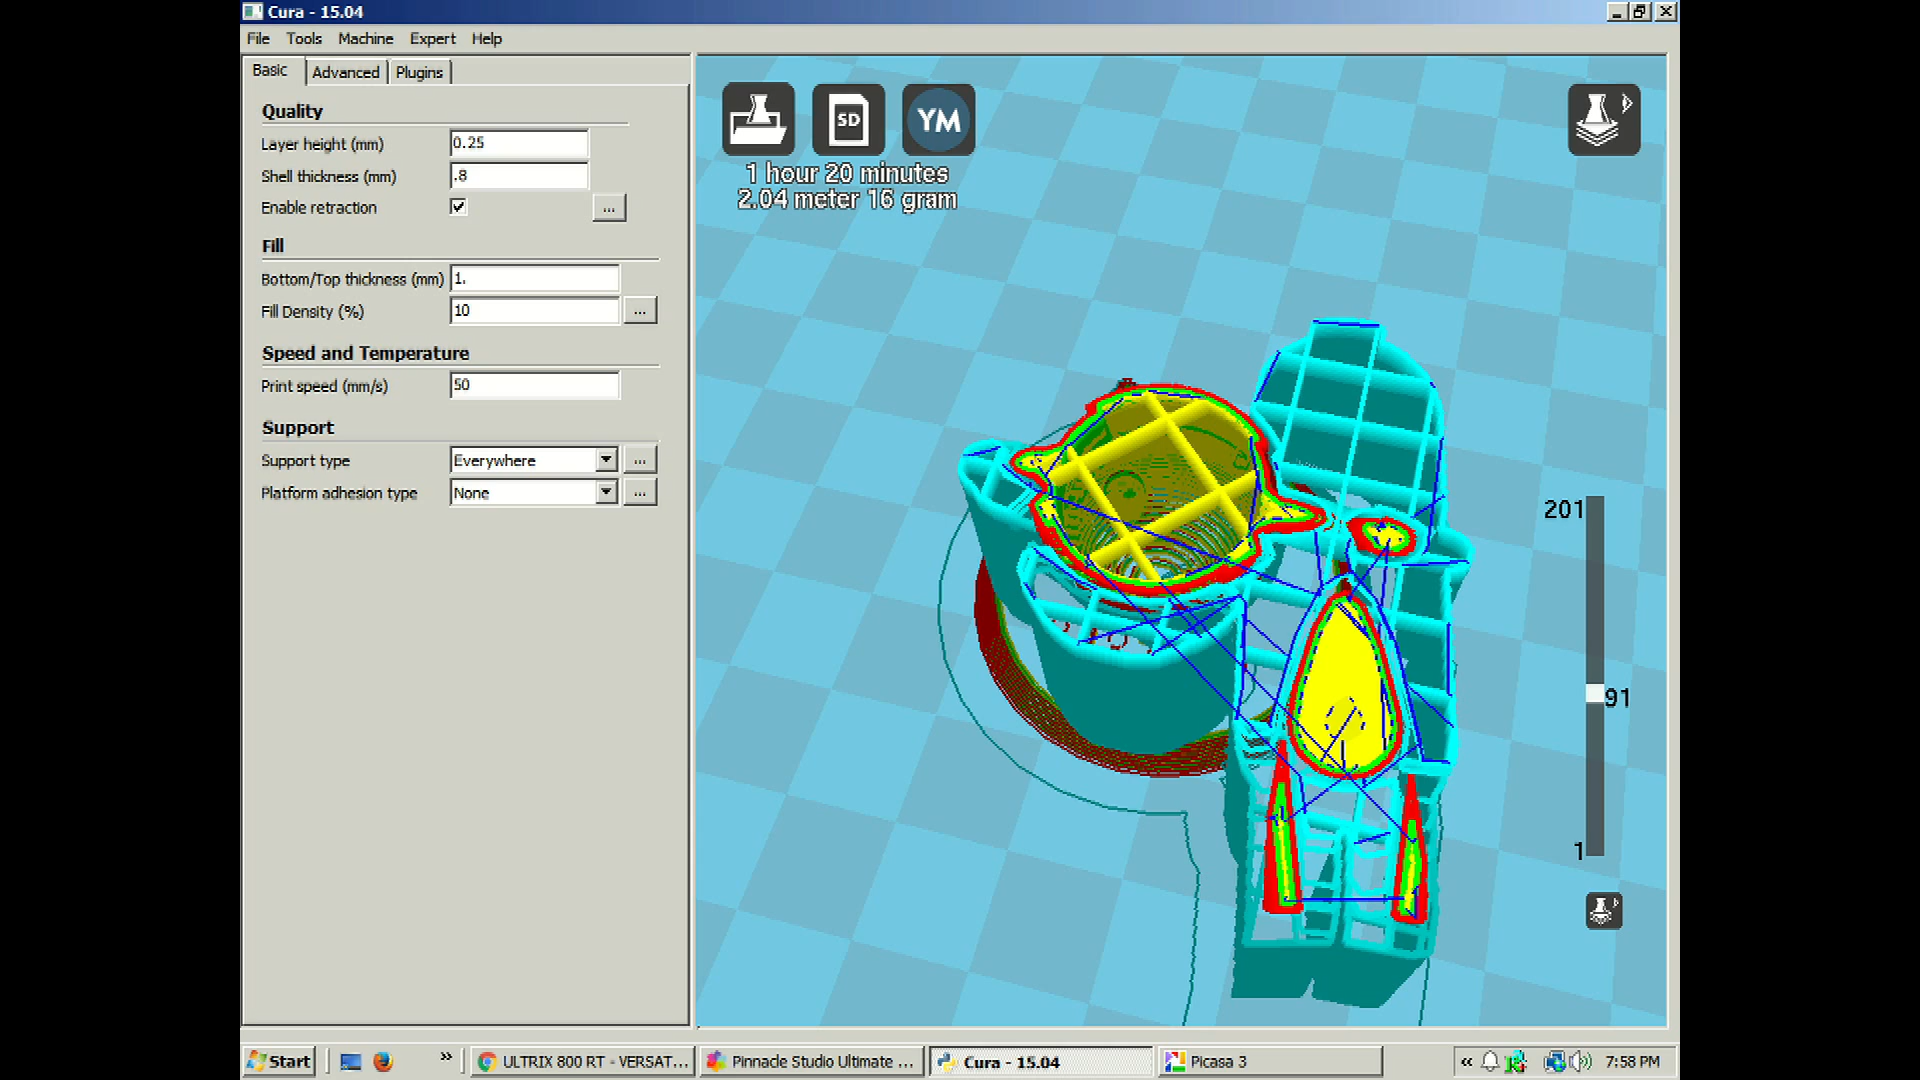 Cura - 15.04
File Tools Machine Expert Help
Basic Advanced Plugins
Quality
Layer height (mm) 0.25
Shell thickness (mm) .8
Enable retraction ...
Fill
Bottom/Top thickness (mm) 1.
Fill Density (%) 10 ...
Speed and Temperature
Print speed (mm/s) 50
Support
Support type Everywhere ...
Platform adhesion type None ...
SD YM
1 hour 20 minutes
2.04 meter 16 gram
201
91
1
Start » ULTRIX 800 RT - VERSAT... Pinnacle Studio Ultimate ... Cura - 15.04 Picasa 3 « 7:58 PM